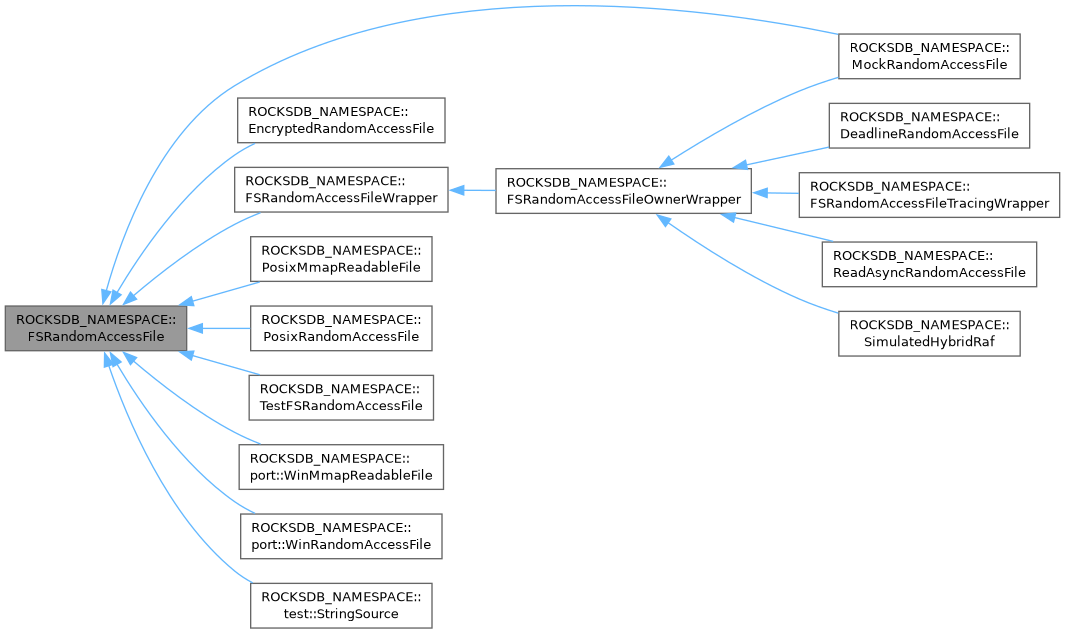 ROCKSDB_NAMESPACE::
FSRandomAccessFile
ROCKSDB_NAMESPACE::
EncryptedRandomAccessFile
ROCKSDB_NAMESPACE::
FSRandomAccessFileWrapper
ROCKSDB_NAMESPACE::
PosixMmapReadableFile
ROCKSDB_NAMESPACE::
PosixRandomAccessFile
ROCKSDB_NAMESPACE::
TestFSRandomAccessFile
ROCKSDB_NAMESPACE::
port::WinMmapReadableFile
ROCKSDB_NAMESPACE::
port::WinRandomAccessFile
ROCKSDB_NAMESPACE::
test::StringSource
ROCKSDB_NAMESPACE::
FSRandomAccessFileOwnerWrapper
ROCKSDB_NAMESPACE::
MockRandomAccessFile
ROCKSDB_NAMESPACE::
DeadlineRandomAccessFile
ROCKSDB_NAMESPACE::
FSRandomAccessFileTracingWrapper
ROCKSDB_NAMESPACE::
ReadAsyncRandomAccessFile
ROCKSDB_NAMESPACE::
SimulatedHybridRaf